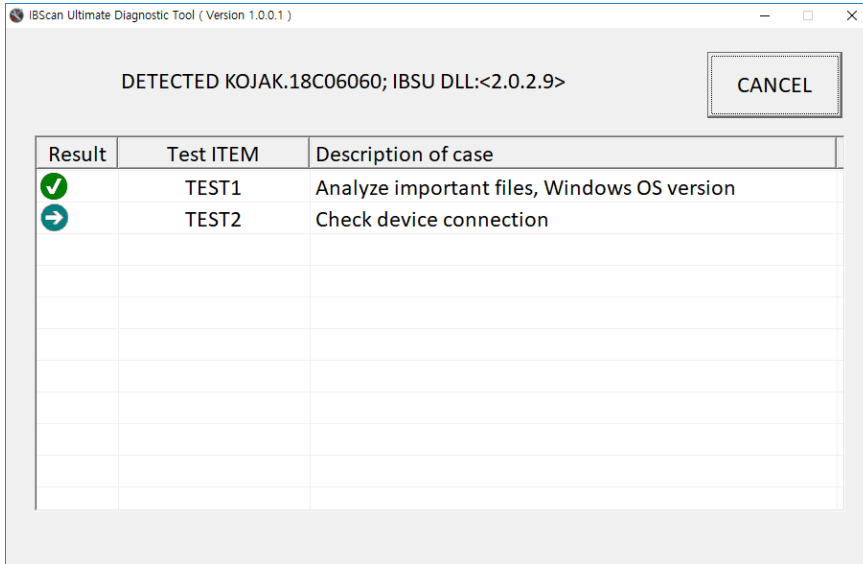 IBScan Ultimate Diagnostic Tool ( Version 1.0.0.1 )
DETECTED KOJAK.18C06060; IBSU DLL:<2.0.2.9>
CANCEL
Result Test ITEM Description of case
TEST1 Analyze important files, Windows OS version
TEST2 Check device connection